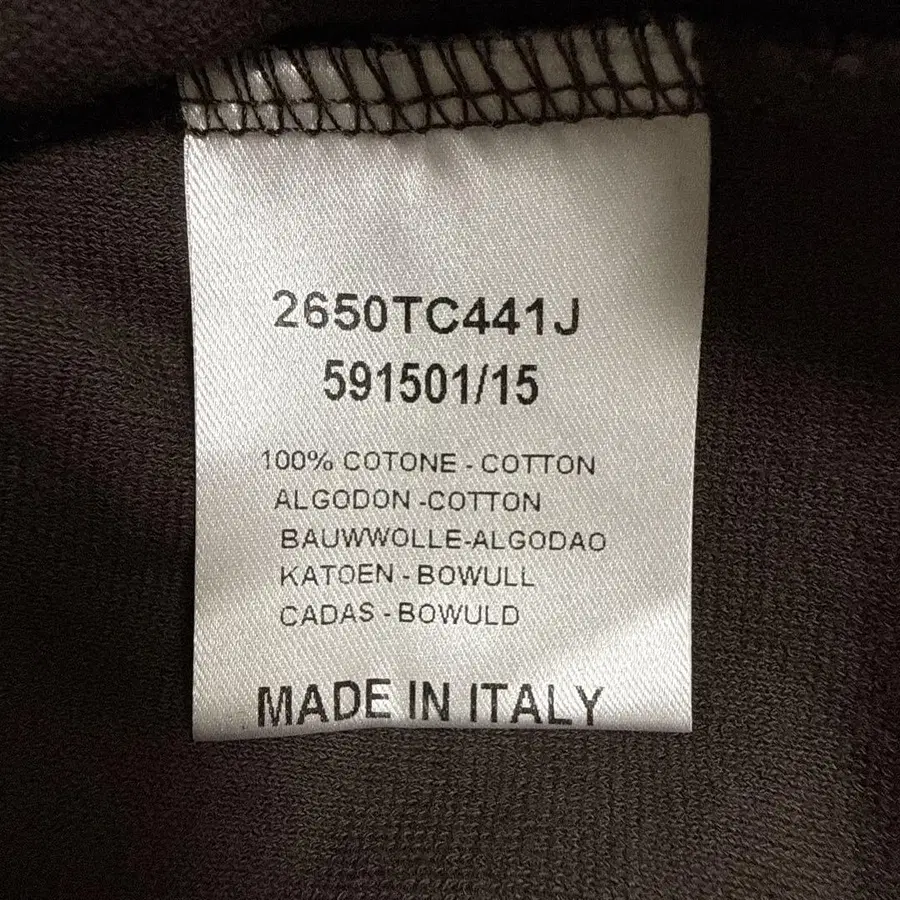 2650TC441J
591501/15
100% COTONE - COTTON
ALGODON -COTTON
BAUWWOLLE-ALGODAO
KATOEN - BOWULL
CADAS - BOWULD
MADE IN ITALY